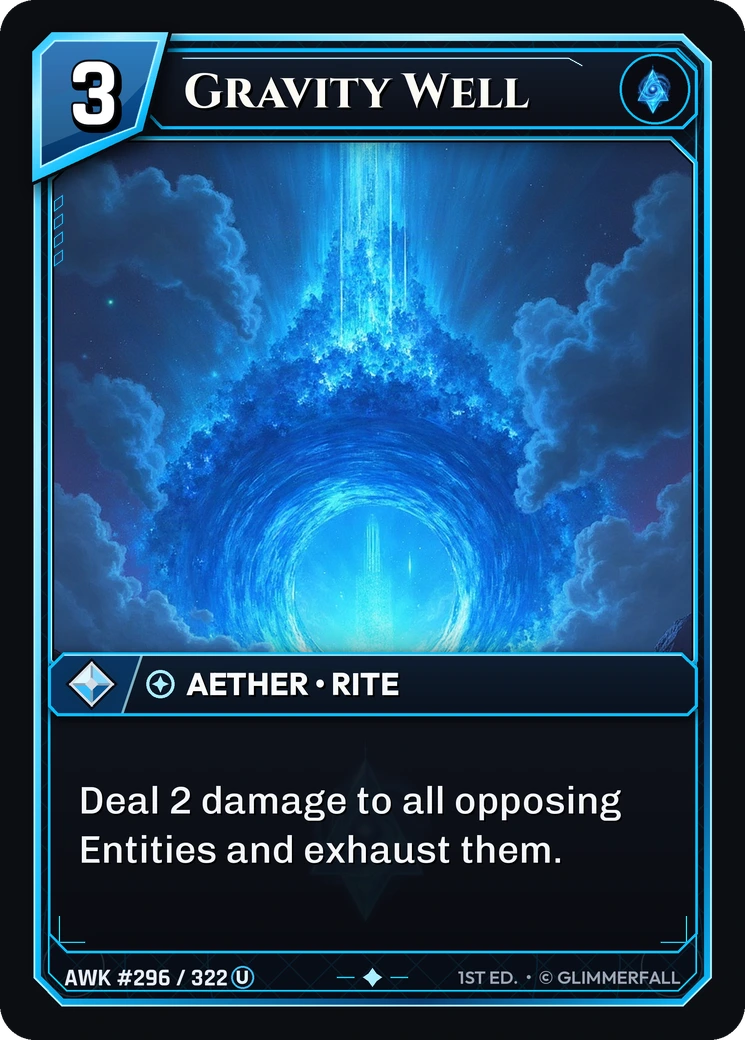 3
GRAVITY WELL
AETHER • RITE
Deal 2 damage to all opposing
Entities and exhaust them.
AWK #296 / 322 U
1ST ED. • © GLIMMERFALL